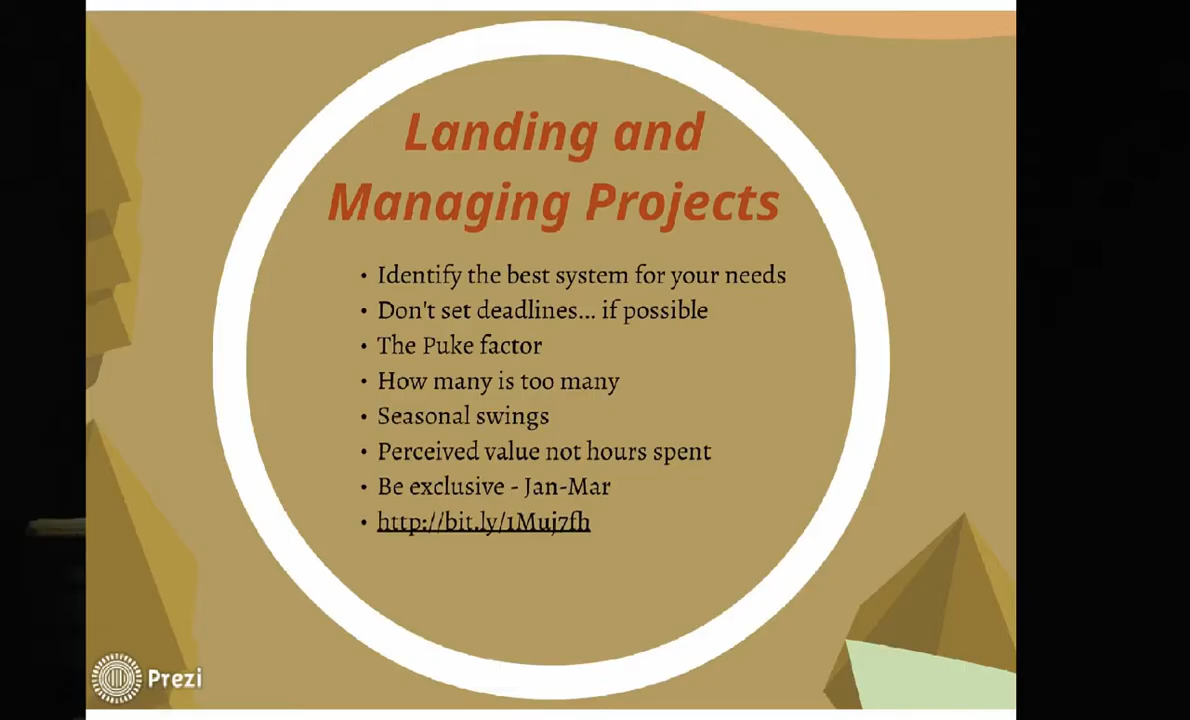 Landing and
Managing Projects
• Identify the best system for your needs
• Don't set deadlines... if possible
• The Puke factor
• How many is too many
• Seasonal swings
• Perceived value not hours spent
• Be exclusive - Jan-Mar
• http://bit.ly/1Muj7fh
Prezi